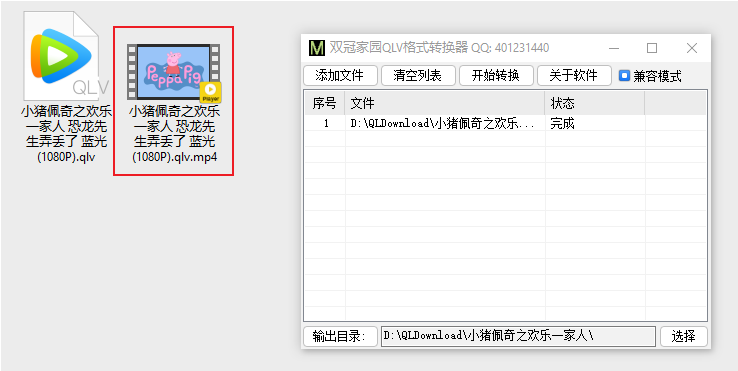 QLV
小猪佩奇之欢乐
一家人 恐龙先
生弄丢了 蓝光
(1080P).qlv
Peppa Pig
Player
小猪佩奇之欢乐
一家人 恐龙先
生弄丢了 蓝光
(1080P).qlv.mp4
M 双冠家园QLV格式转换器 QQ: 401231440
添加文件 清空列表 开始转换 关于软件 兼容模式
序号 文件 状态
1 D:\QLDownload\小猪佩奇之欢乐... 完成
输出目录: D:\QLDownload\小猪佩奇之欢乐一家人\ 选择